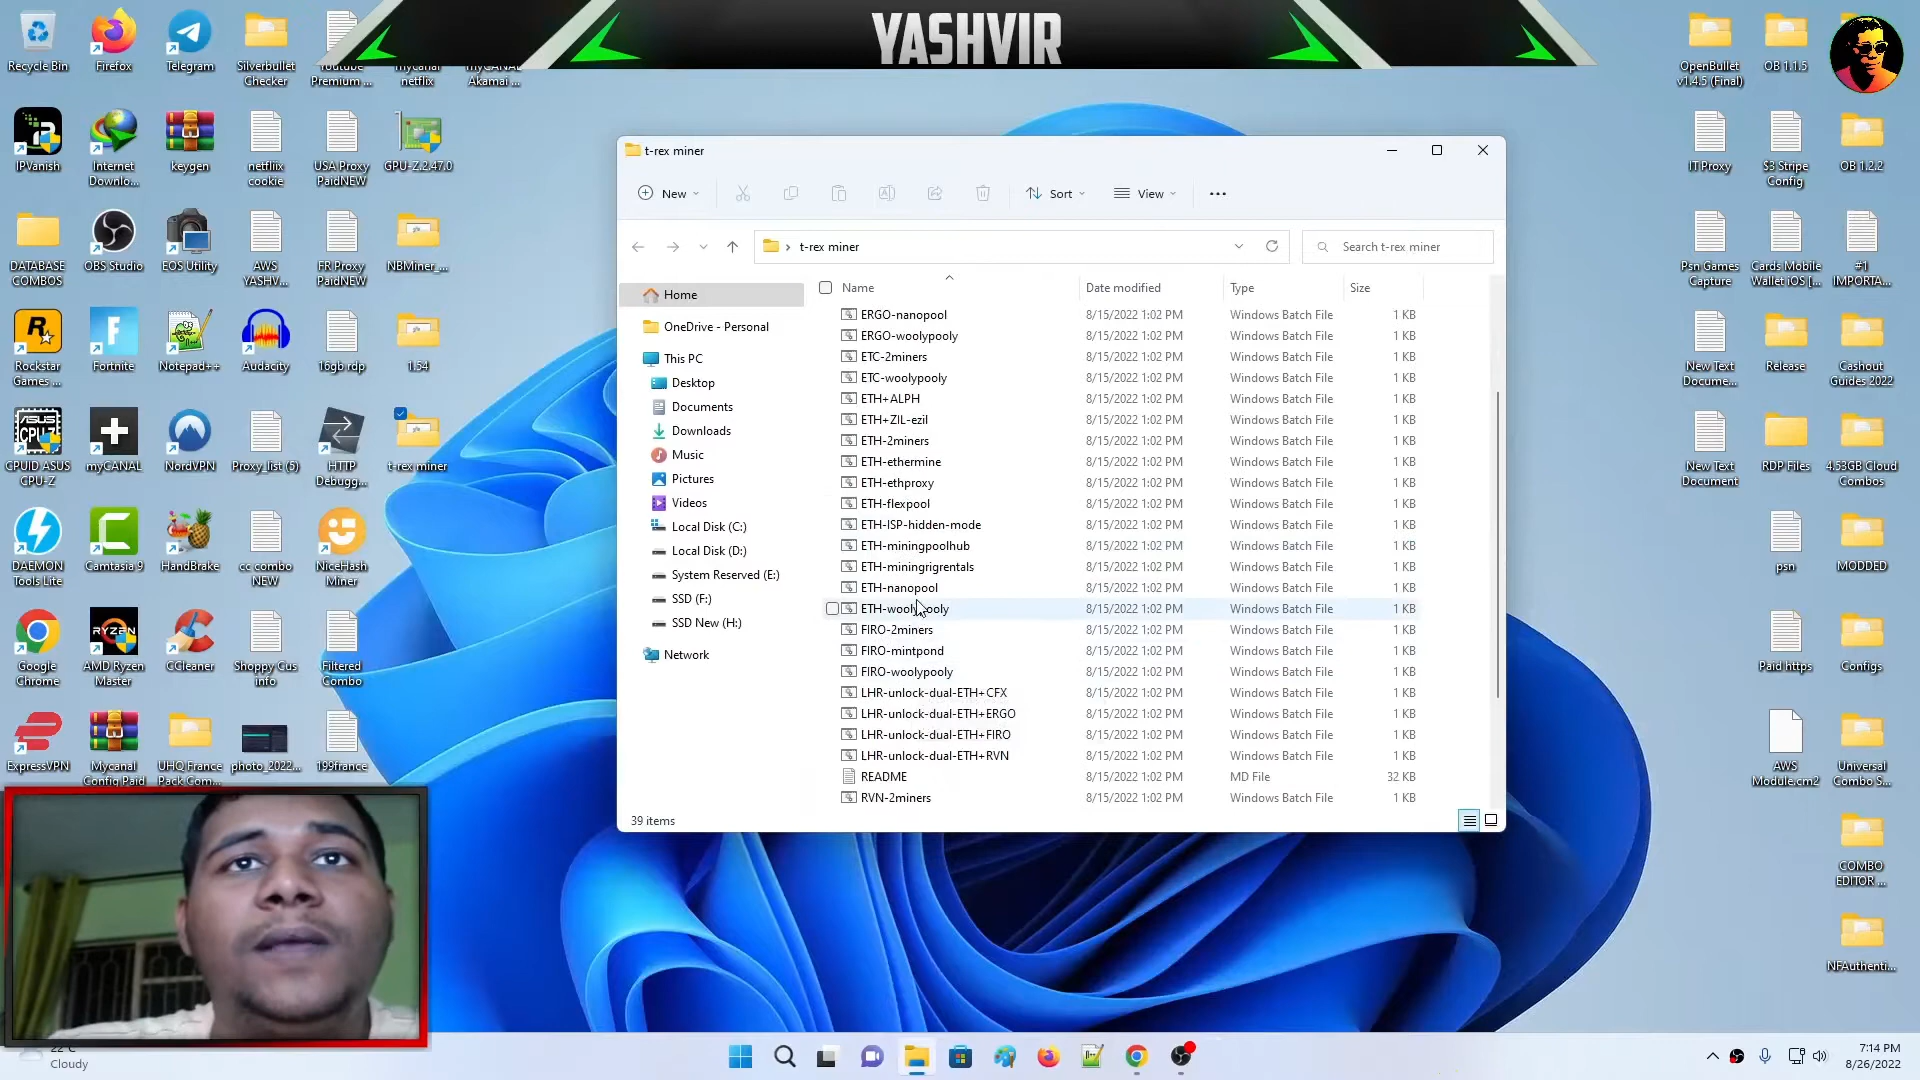 YASHVIR
Recycle Bin
Firefox
Telegram
Silverbullet
Checker
Premium ...
netflix
Akamai ...
OpenBullet
v1.4.5 (Final)
OB 1.1.5
IPVanish
Internet
Downlo...
keygen
netfliix
cookie
USA Proxy
PaidNEW
GPU-Z.2.47.0
IT Proxy
S3 Stripe
Config
OB 1.2.2
DATABASE
COMBOS
OBS Studio
EOS Utility
AWS
YASHV...
FR Proxy
PaidNEW
NBMiner_...
Psn Games
Capture
Cards Mobile
Wallet iOS [...
#1
IMPORTA...
Rockstar
Games ...
Fortnite
Notepad++
Audacity
16gb rdp
1.54
New Text
Docume...
Release
Cashout
Guides 2022
CPUID ASUS
CPU-Z
myCANAL
NordVPN
Proxy_list (5)
HTTP
Debugg...
t-rex miner
New Text
Document
RDP Files
4.53GB Cloud
Combos
DAEMON
Tools Lite
Camtasia 9
HandBrake
cc combo
NEW
NiceHash
Miner
psn
MODDED
Google
Chrome
AMD Ryzen
Master
CCleaner
Shoppy Gus
info
Filtered
Combo
Paid https
Configs
ExpressVPN
Mycanal
Config Paid
UHQ France
Pack Com...
photo_2022...
199france
AWS
Module.cm2
Universal
Combo S...
COMBO
EDITOR ...
NFAuthenti...
t-rex miner
New
Sort
View
t-rex miner
Search t-rex miner
Home
OneDrive - Personal
This PC
Desktop
Documents
Downloads
Music
Pictures
Videos
Local Disk (C:)
Local Disk (D:)
System Reserved (E:)
SSD (F:)
SSD New (H:)
Network
Name Date modified Type Size
ERGO-nanopool 8/15/2022 1:02 PM Windows Batch File 1 KB
ERGO-woolypooly 8/15/2022 1:02 PM Windows Batch File 1 KB
ETC-2miners 8/15/2022 1:02 PM Windows Batch File 1 KB
ETC-woolypooly 8/15/2022 1:02 PM Windows Batch File 1 KB
ETH+ALPH 8/15/2022 1:02 PM Windows Batch File 1 KB
ETH+ZIL-ezil 8/15/2022 1:02 PM Windows Batch File 1 KB
ETH-2miners 8/15/2022 1:02 PM Windows Batch File 1 KB
ETH-ethermine 8/15/2022 1:02 PM Windows Batch File 1 KB
ETH-ethproxy 8/15/2022 1:02 PM Windows Batch File 1 KB
ETH-flexpool 8/15/2022 1:02 PM Windows Batch File 1 KB
ETH-ISP-hidden-mode 8/15/2022 1:02 PM Windows Batch File 1 KB
ETH-miningpoolhub 8/15/2022 1:02 PM Windows Batch File 1 KB
ETH-miningrigrentals 8/15/2022 1:02 PM Windows Batch File 1 KB
ETH-nanopool 8/15/2022 1:02 PM Windows Batch File 1 KB
ETH-woolypooly 8/15/2022 1:02 PM Windows Batch File 1 KB
FIRO-2miners 8/15/2022 1:02 PM Windows Batch File 1 KB
FIRO-mintpond 8/15/2022 1:02 PM Windows Batch File 1 KB
FIRO-woolypooly 8/15/2022 1:02 PM Windows Batch File 1 KB
LHR-unlock-dual-ETH+CFX 8/15/2022 1:02 PM Windows Batch File 1 KB
LHR-unlock-dual-ETH+ERGO 8/15/2022 1:02 PM Windows Batch File 1 KB
LHR-unlock-dual-ETH+FIRO 8/15/2022 1:02 PM Windows Batch File 1 KB
LHR-unlock-dual-ETH+RVN 8/15/2022 1:02 PM Windows Batch File 1 KB
README 8/15/2022 1:02 PM MD File 32 KB
RVN-2miners 8/15/2022 1:02 PM Windows Batch File 1 KB
39 items
22°C
Cloudy
7:14 PM
8/26/2022